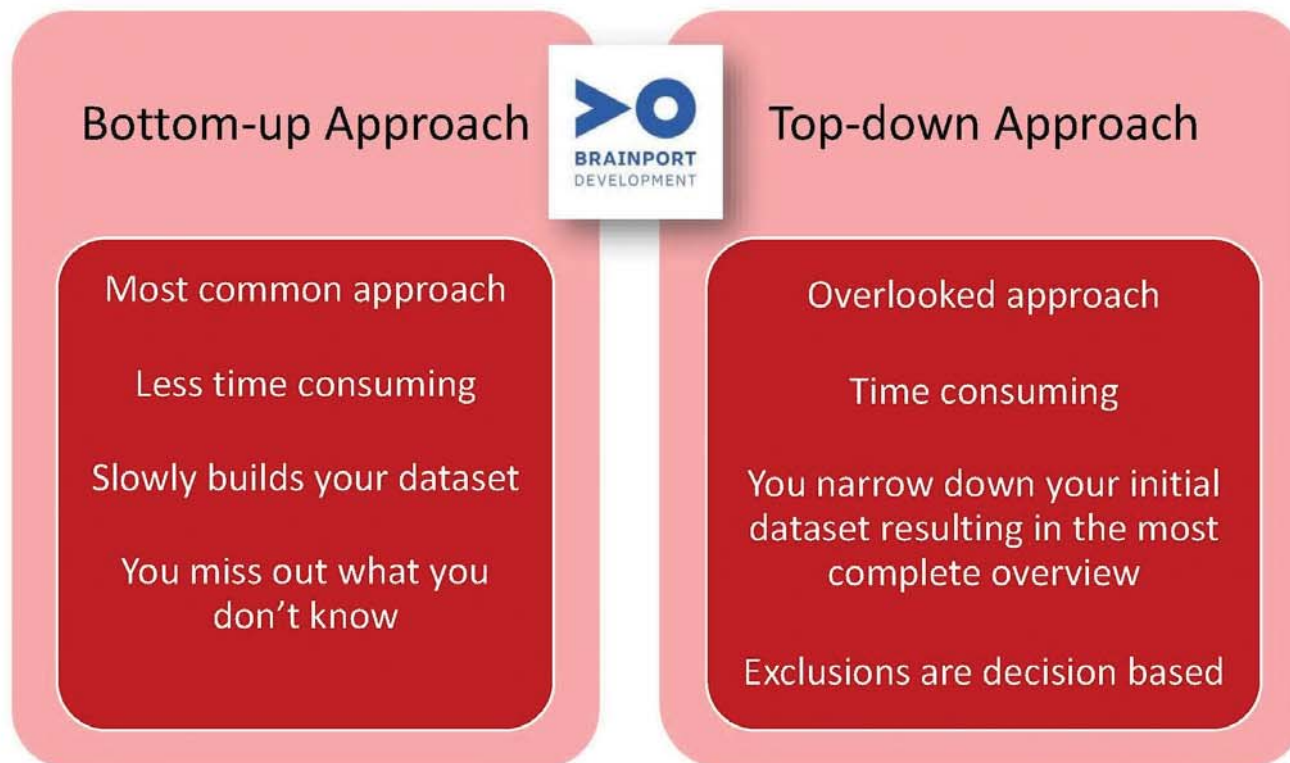 Bottom-up Approach
BRAINPORT
DEVELOPMENT
Top-down Approach
Most common approach
Less time consuming
Slowly builds your dataset
You miss out what you
don't know
Overlooked approach
Time consuming
You narrow down your initial
dataset resulting in the most
complete overview
Exclusions are decision based